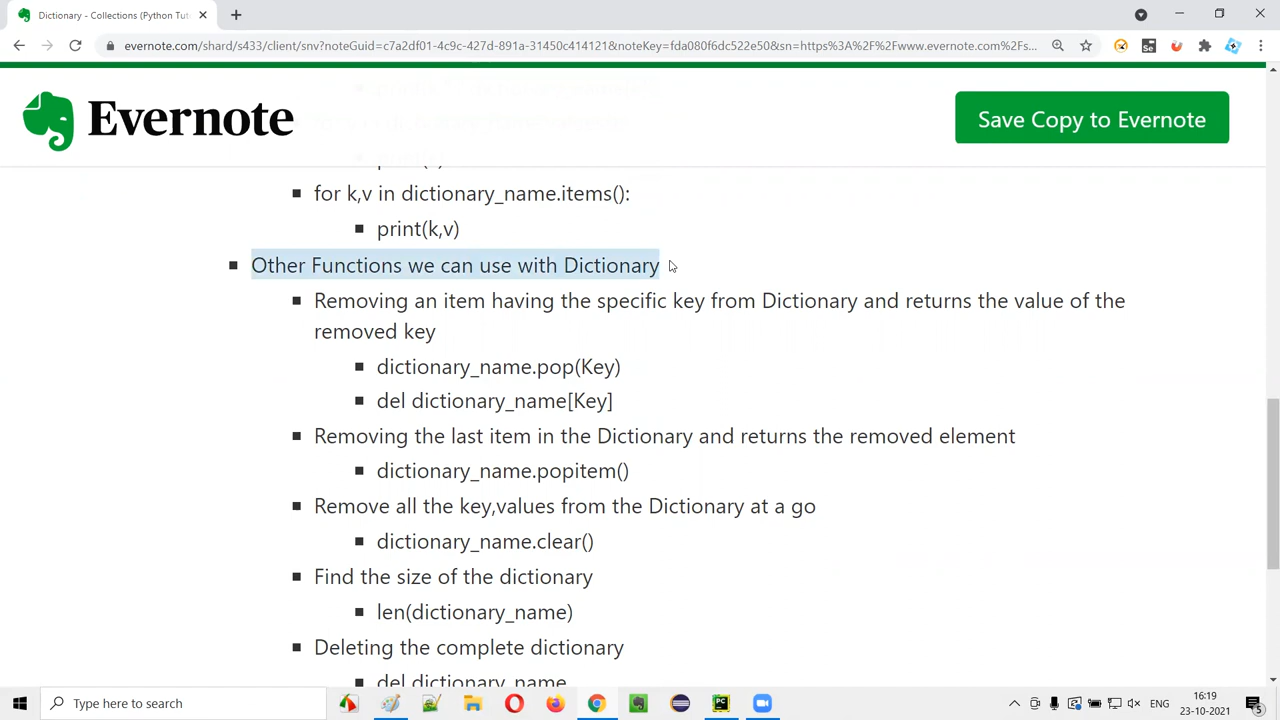 Dictionary - Collections (Python Tut
evernote.com/shard/s433/client/snv?noteGuid=c7a2df01-4c9c-427d-891a-31450c414121&noteKey=fda080f6dc522e50&sn=https%3A%2F%2Fwww.evernote.com%2Fs...
Evernote
Save Copy to Evernote
for k,v in dictionary_name.items():
print(k,v)
Other Functions we can use with Dictionary
Removing an item having the specific key from Dictionary and returns the value of the
removed key
dictionary_name.pop(Key)
del dictionary_name[Key]
Removing the last item in the Dictionary and returns the removed element
dictionary_name.popitem()
Remove all the key,values from the Dictionary at a go
dictionary_name.clear()
Find the size of the dictionary
len(dictionary_name)
Deleting the complete dictionary
del dictionary_name
Type here to search
ENG
16:19
23-10-2021
5